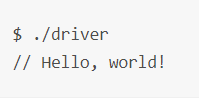 $ ./driver
// Hello, world!